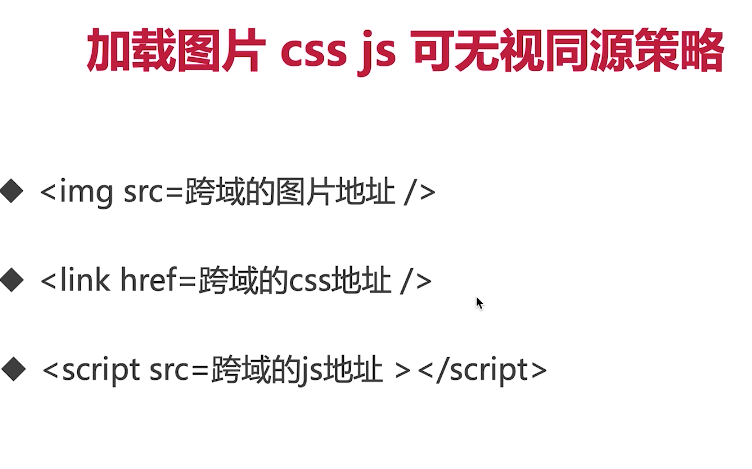 加载图片 css js 可无视同源策略
◆ <img src=跨域的图片地址 />
◆ <link href=跨域的css地址 />
◆ <script src=跨域的js地址 ></script>